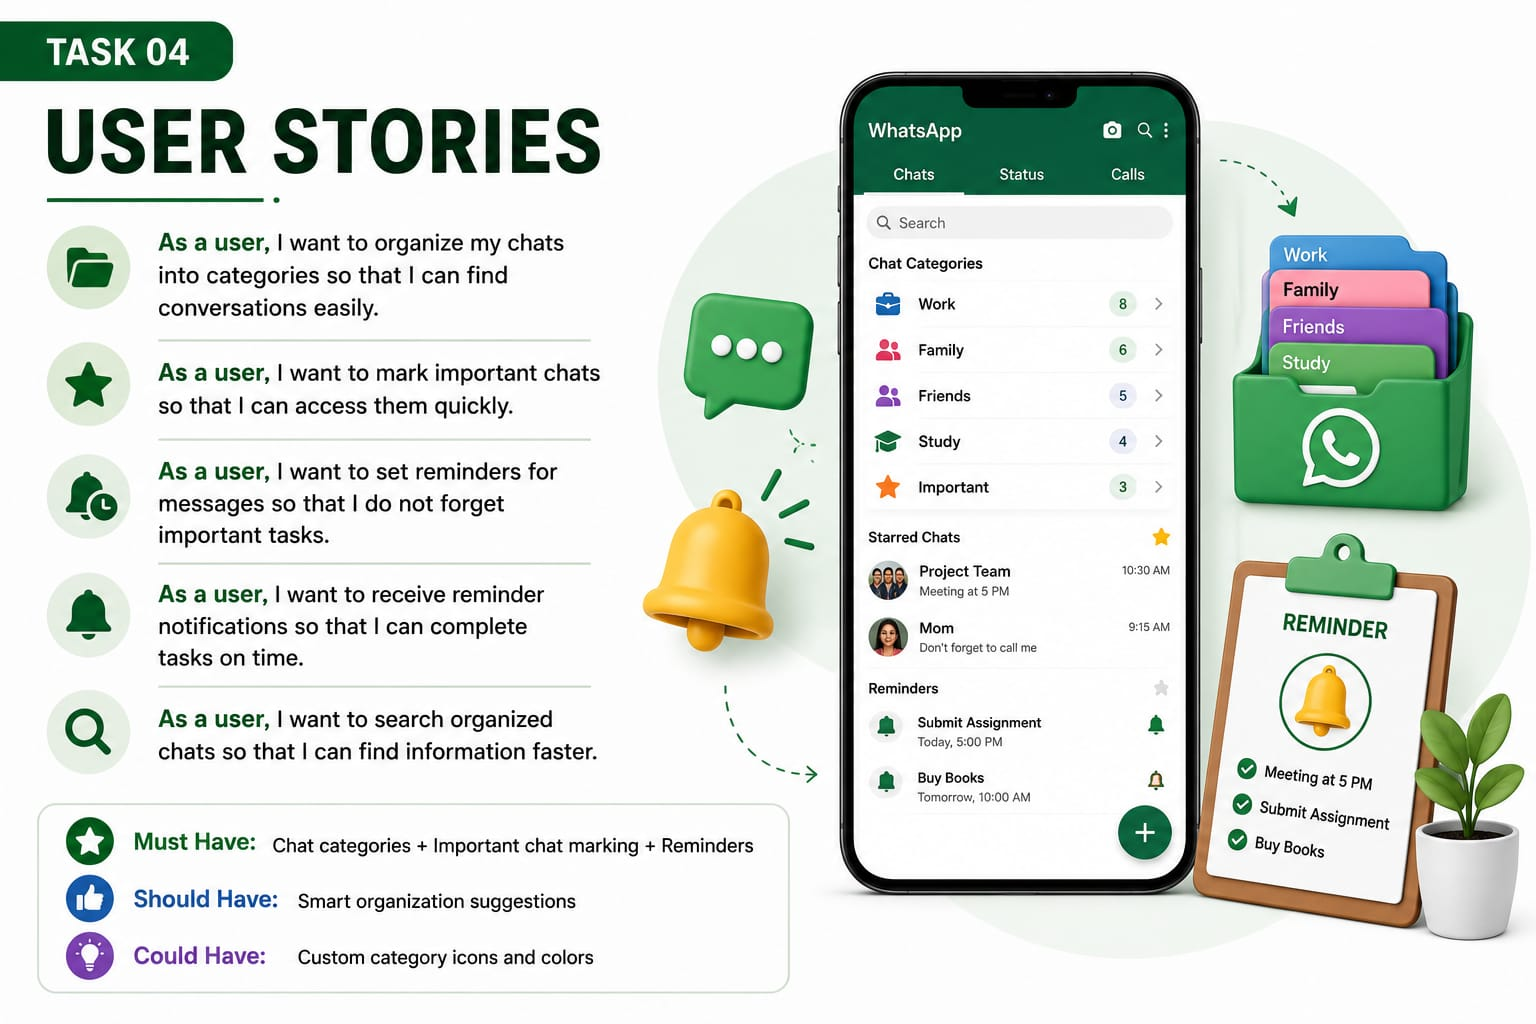 TASK 04
USER STORIES
As a user, I want to organize my chats
into categories so that I can find
conversations easily.
As a user, I want to mark important chats
so that I can access them quickly.
As a user, I want to set reminders for
messages so that I do not forget
important tasks.
As a user, I want to receive reminder
notifications so that I can complete
tasks on time.
As a user, I want to search organized
chats so that I can find information faster.
Must Have: Chat categories + Important chat marking + Reminders
Should Have: Smart organization suggestions
Could Have: Custom category icons and colors
WhatsApp
Chats Status Calls
Search
Chat Categories
Work 8
Family 6
Friends 5
Study 4
Important 3
Starred Chats
Project Team 10:30 AM
Meeting at 5 PM
Mom 9:15 AM
Don't forget to call me
Reminders
Submit Assignment
Today, 5:00 PM
Buy Books
Tomorrow, 10:00 AM
Work
Family
Friends
Study
REMINDER
Meeting at 5 PM
Submit Assignment
Buy Books